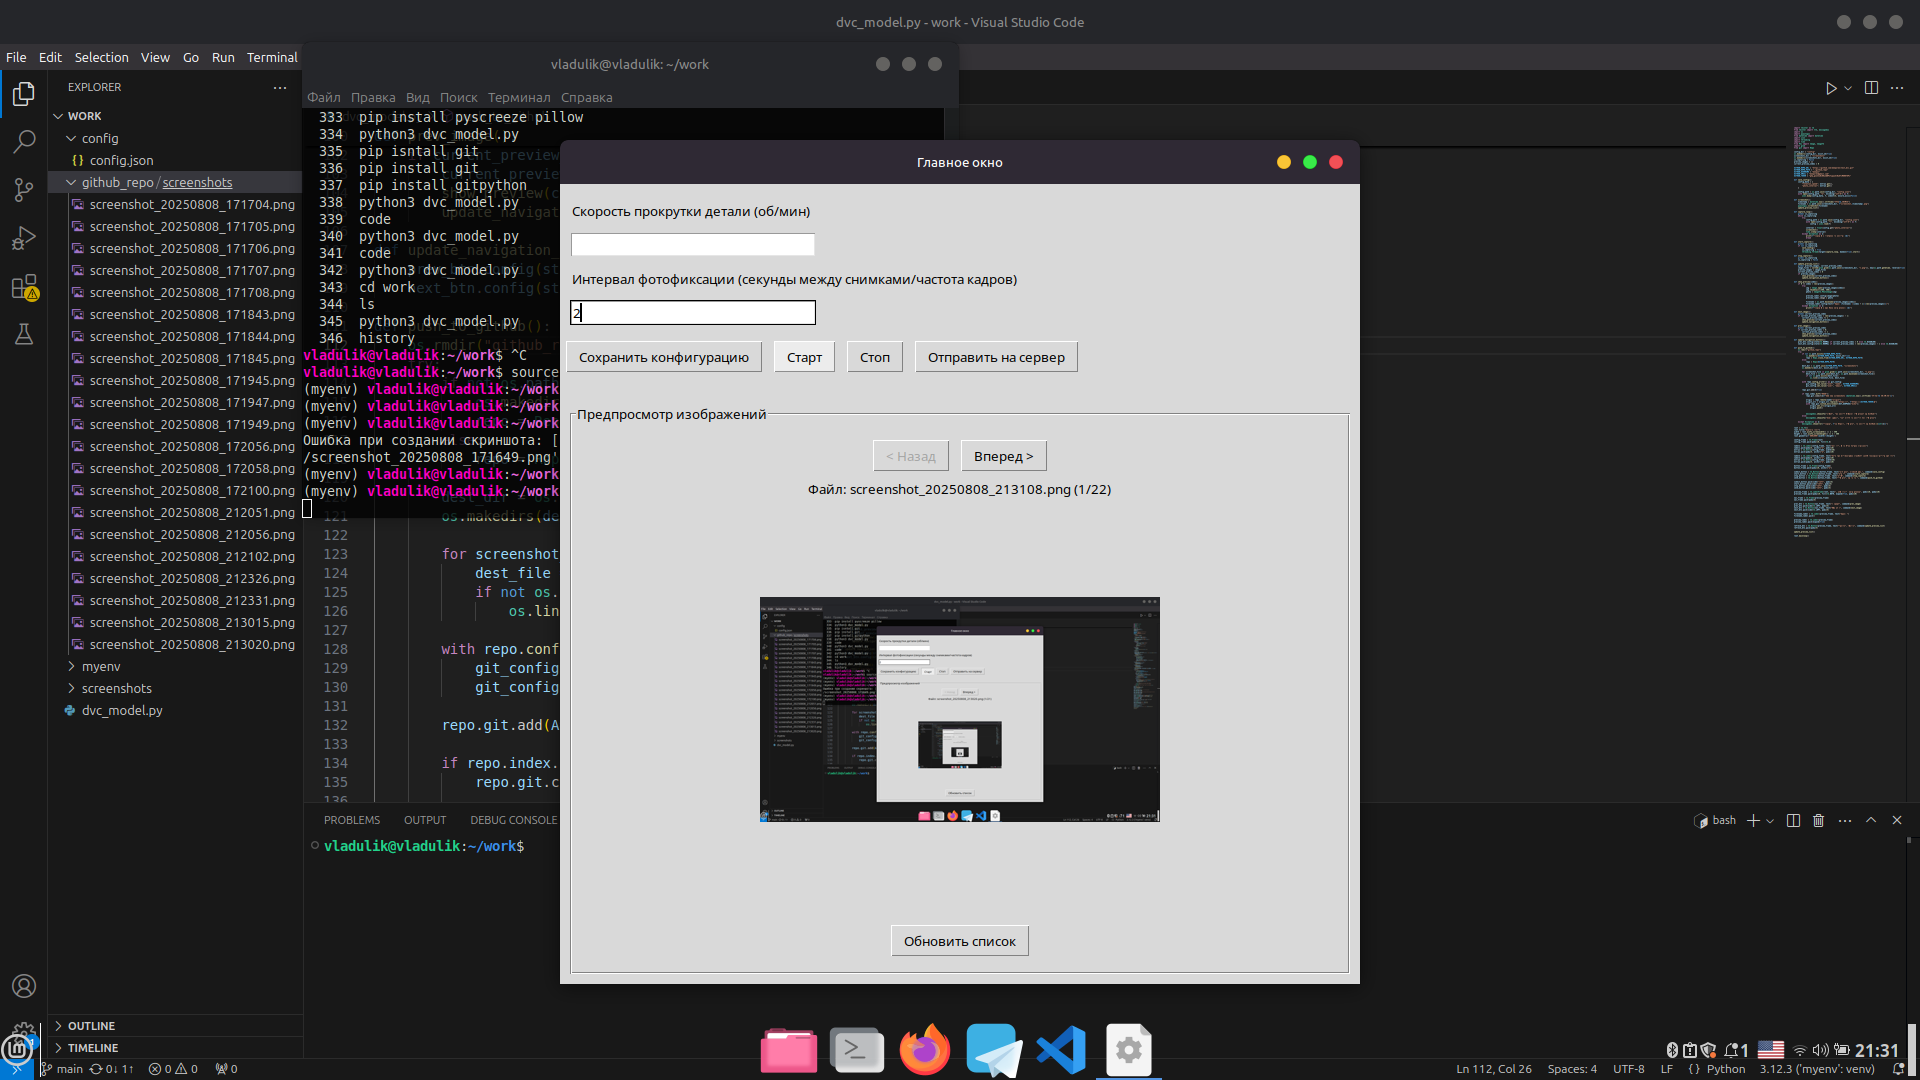 dvc_model.py - work - Visual Studio Code
File Edit Selection View Go Run Terminal
EXPLORER
WORK
config
{} config.json
github_repo / screenshots
screenshot_20250808_171704.png
screenshot_20250808_171705.png
screenshot_20250808_171706.png
screenshot_20250808_171707.png
screenshot_20250808_171708.png
screenshot_20250808_171843.png
screenshot_20250808_171844.png
screenshot_20250808_171845.png
screenshot_20250808_171945.png
screenshot_20250808_171947.png
screenshot_20250808_171949.png
screenshot_20250808_172056.png
screenshot_20250808_172058.png
screenshot_20250808_172100.png
screenshot_20250808_212051.png
screenshot_20250808_212056.png
screenshot_20250808_212102.png
screenshot_20250808_212326.png
screenshot_20250808_212331.png
screenshot_20250808_213015.png
screenshot_20250808_213020.png
myenv
screenshots
dvc_model.py
OUTLINE
TIMELINE
vladulik@vladulik: ~/work
Файл Правка Вид Поиск Терминал Справка
333 pip install pyscreeze pillow
334 python3 dvc_model.py
335 pip isntall git
336 pip install git
337 pip install gitpython
338 python3 dvc_model.py
339 code
340 python3 dvc_model.py
341 code
342 python3 dvc_model.py
343 cd work
344 ls
345 python3 dvc_model.py
346 history
vladulik@vladulik:~/work$ ^C
vladulik@vladulik:~/work$ source
(myenv) vladulik@vladulik:~/work
(myenv) vladulik@vladulik:~/work
(myenv) vladulik@vladulik:~/work
Ошибка при создании скриншота: [
/screenshot_20250808_171649.png'
(myenv) vladulik@vladulik:~/work
(myenv) vladulik@vladulik:~/work
121 os.makedirs(de
122
123 for screenshot
124 dest_file
125 if not os.
126 os.lin
127
128 with repo.conf
129 git_config
130 git_config
131
132 repo.git.add(A
133
134 if repo.index.
135 repo.git.c
136
PROBLEMS OUTPUT DEBUG CONSOLE
bash
vladulik@vladulik:~/work$
Главное окно
Скорость прокрутки детали (об/мин)
Интервал фотофиксации (секунды между снимками/частота кадров)
2
Сохранить конфигурацию Старт Стоп Отправить на сервер
Предпросмотр изображений
< Назад Вперед >
Файл: screenshot_20250808_213108.png (1/22)
Обновить список
1 21:31
main 0↓ 1↑ 0 0 0
Ln 112, Col 26 Spaces: 4 UTF-8 LF {} Python 3.12.3 ('myenv': venv)